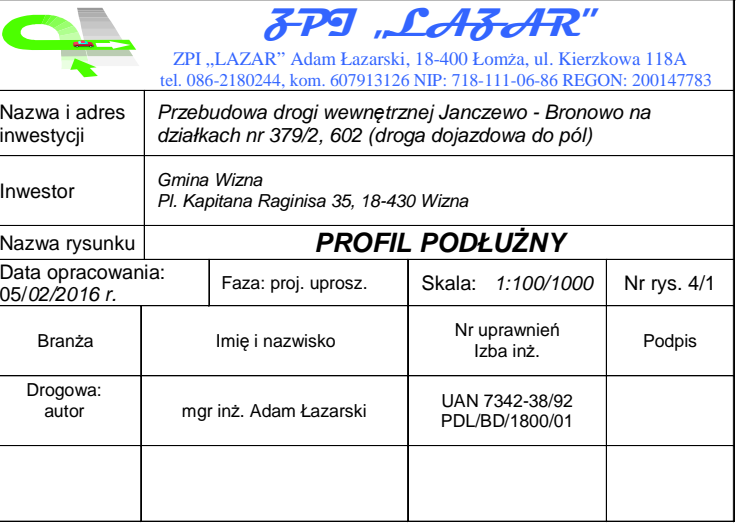 ZPI „LAZAR”
ZPI „LAZAR” Adam Łazarski, 18-400 Łomża, ul. Kierzkowa 118A
tel. 086-2180244, kom. 607913126 NIP: 718-111-06-86 REGON: 200147783
Nazwa i adres
inwestycji
Przebudowa drogi wewnętrznej Janczewo - Bronowo na
działkach nr 379/2, 602 (droga dojazdowa do pól)
Inwestor
Gmina Wizna
Pl. Kapitana Raginisa 35, 18-430 Wizna
Nazwa rysunku
PROFIL PODŁUŻNY
Data opracowania:
05/02/2016 r.
Faza: proj. uprosz.
Skala: 1:100/1000
Nr rys. 4/1
Branża
Imię i nazwisko
Nr uprawnień
Izba inż.
Podpis
Drogowa:
autor
mgr inż. Adam Łazarski
UAN 7342-38/92
PDL/BD/1800/01